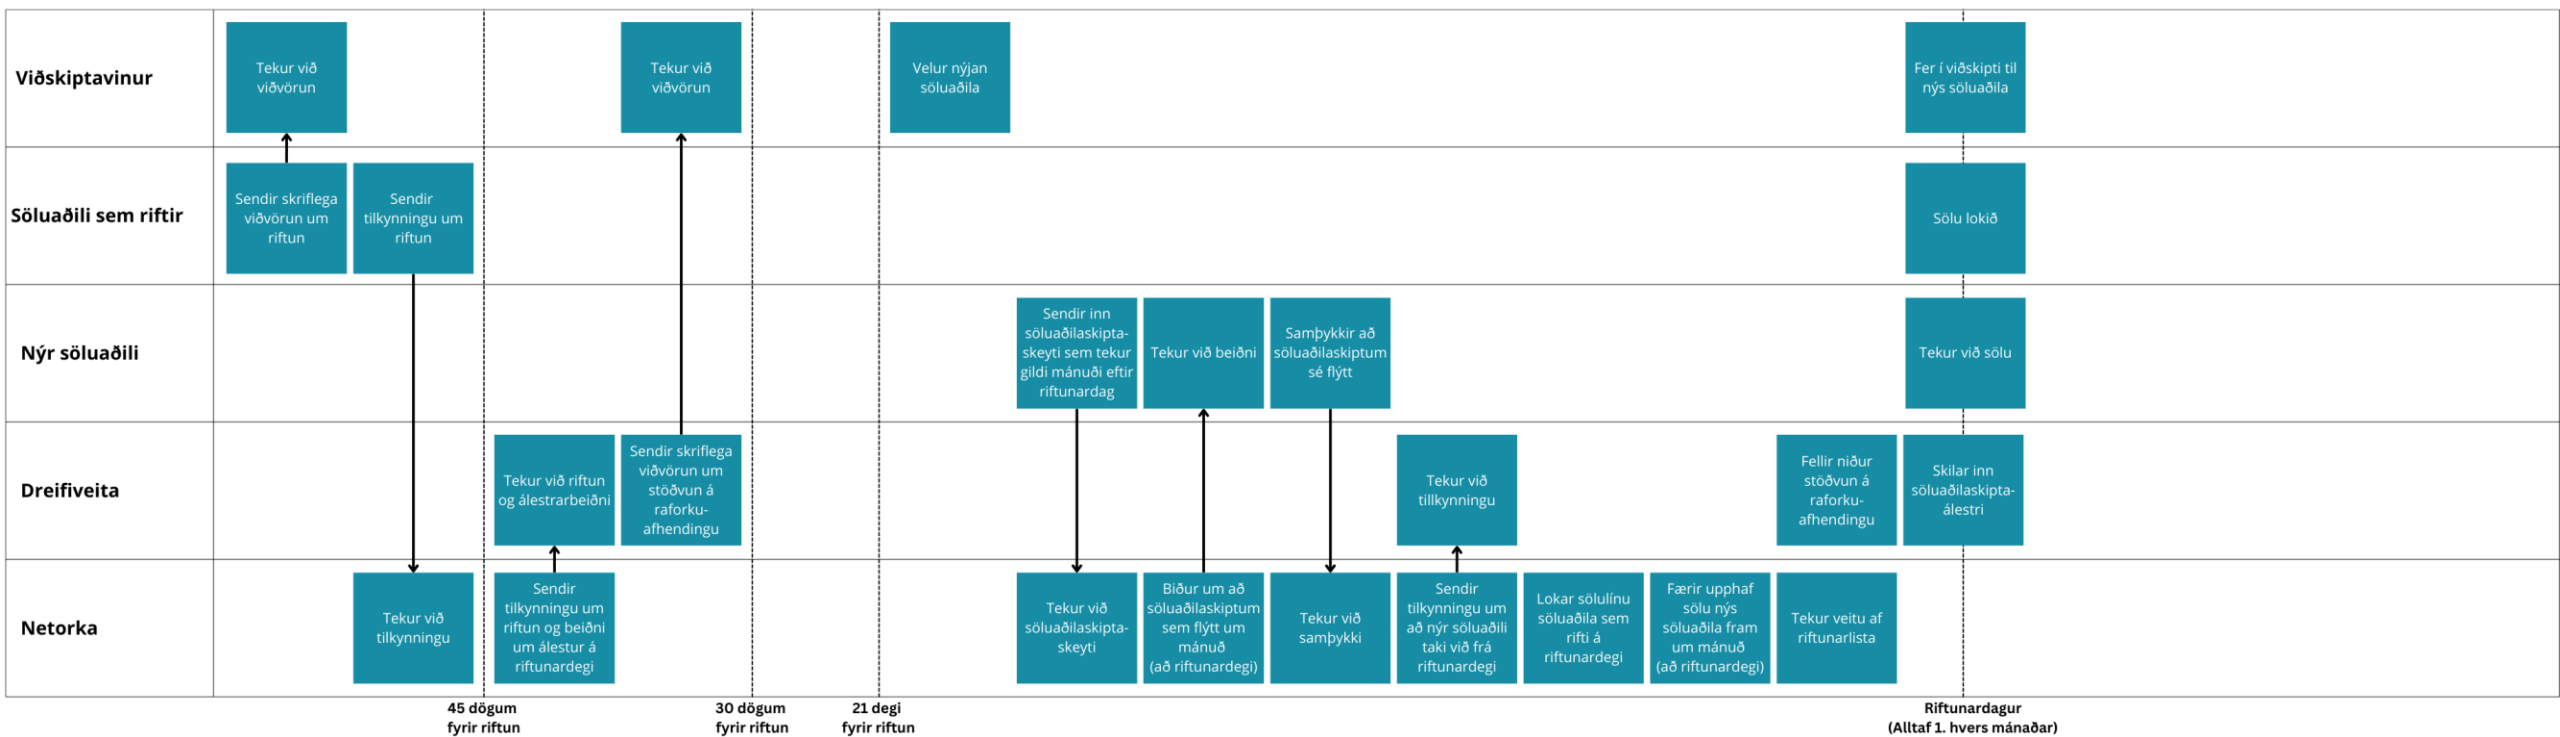 Viðskiptavinur
Tekur við
viðvörun
Tekur við
viðvörun
Velur nýjan
söluaðila
Fer í viðskipti til
nýs söluaðila
Söluaðili sem riftir
Sendir skriflega
viðvörun um
riftun
Sendir
tilkynningu um
riftun
Sölu lokið
Nýr söluaðili
Sendir inn
söluaðilaskipta-
skeyti sem tekur
gildi mánuði eftir
riftunardag
Tekur við beiðni
Samþykkir að
söluaðilaskiptum
sé flýtt
Tekur við sölu
Dreifiveita
Tekur við riftun
og álestrarbeiðni
Sendir skriflega
viðvörun um
stöðvun á
raforku-
afhendingu
Tekur við
tillkynningu
Fellir niður
stöðvun á
raforku-
afhendingu
Skilar inn
söluaðilaskipta-
álestri
Netorka
Tekur við
tilkynningu
Sendir
tilkynningu um
riftun og beiðni
um álestur á
riftunardegi
Tekur við
söluaðilaskipta-
skeyti
Biður um að
söluaðilaskiptum
sem flýtt um
mánuð
(að riftunardegi)
Tekur við
samþykki
Sendir
tilkynningu um
að nýr söluaðili
taki við frá
riftunardegi
Lokar sölulínu
söluaðila sem
rifti á
riftunardegi
Færir upphaf
sölu nýs
söluaðila fram
um mánuð
(að riftunardegi)
Tekur veitu af
riftunarlista
45 dögum
fyrir riftun
30 dögum
fyrir riftun
21 degi
fyrir riftun
Riftunardagur
(Alltaf 1. hvers mánaðar)